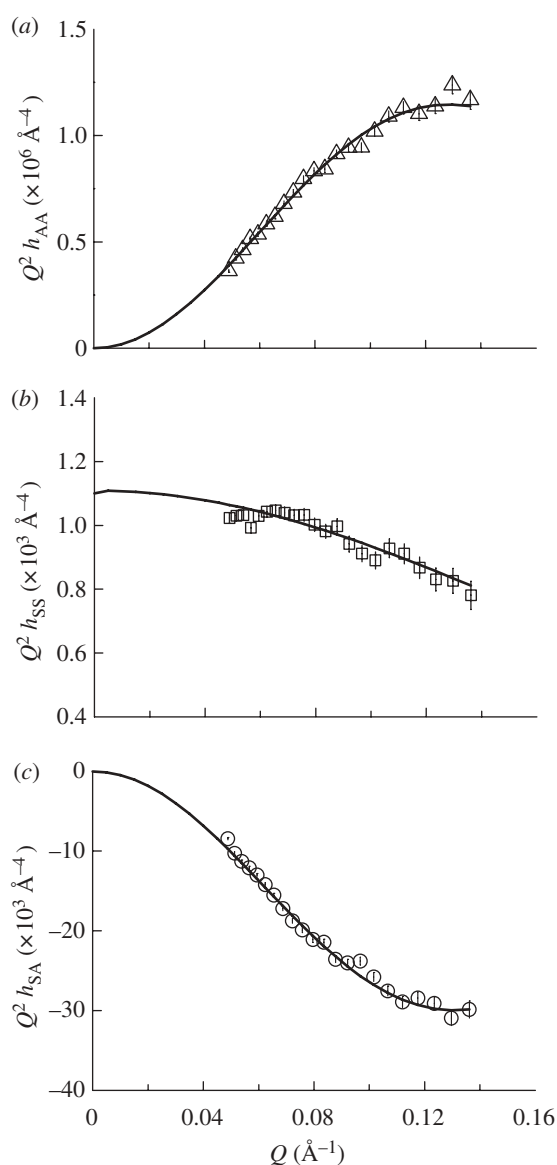 (a)
1.5
1.0
0.5
0
Q² h_AA (×10⁶ Å⁻⁴)
(b)
1.4
1.2
1.0
0.8
0.6
0.4
Q² h_SS (×10³ Å⁻⁴)
(c)
0
−10
−20
−30
−40
Q² h_SA (×10³ Å⁻⁴)
0 0.04 0.08 0.12 0.16
Q (Å⁻¹)